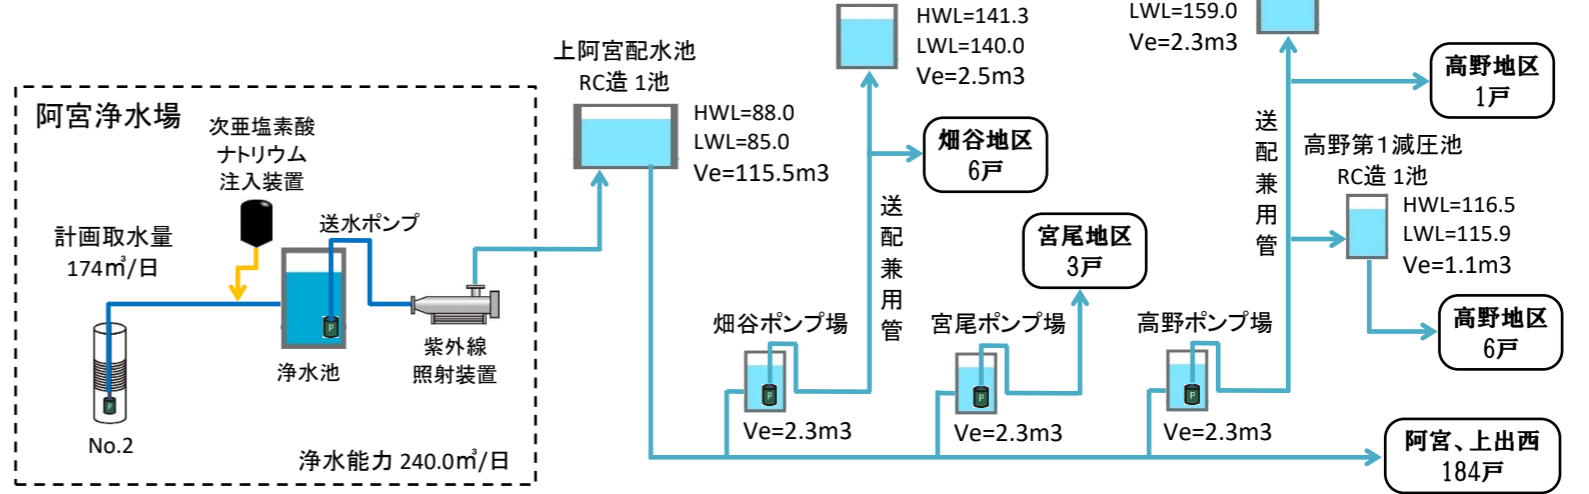 阿宮浄水場
次亜塩素酸
ナトリウム
注入装置
計画取水量
174㎥/日
送水ポンプ
P
P
No.2
浄水池
紫外線
照射装置
浄水能力 240.0㎥/日
上阿宮配水池
RC造 1池
HWL=88.0
LWL=85.0
Ve=115.5m3
HWL=141.3
LWL=140.0
Ve=2.5m3
畑谷地区
6戸
送配兼用管
畑谷ポンプ場
P
Ve=2.3m3
宮尾地区
3戸
宮尾ポンプ場
P
Ve=2.3m3
LWL=159.0
Ve=2.3m3
高野地区
1戸
送配兼用管
高野第1減圧池
RC造 1池
HWL=116.5
LWL=115.9
Ve=1.1m3
高野地区
6戸
高野ポンプ場
P
Ve=2.3m3
阿宮、上出西
184戸